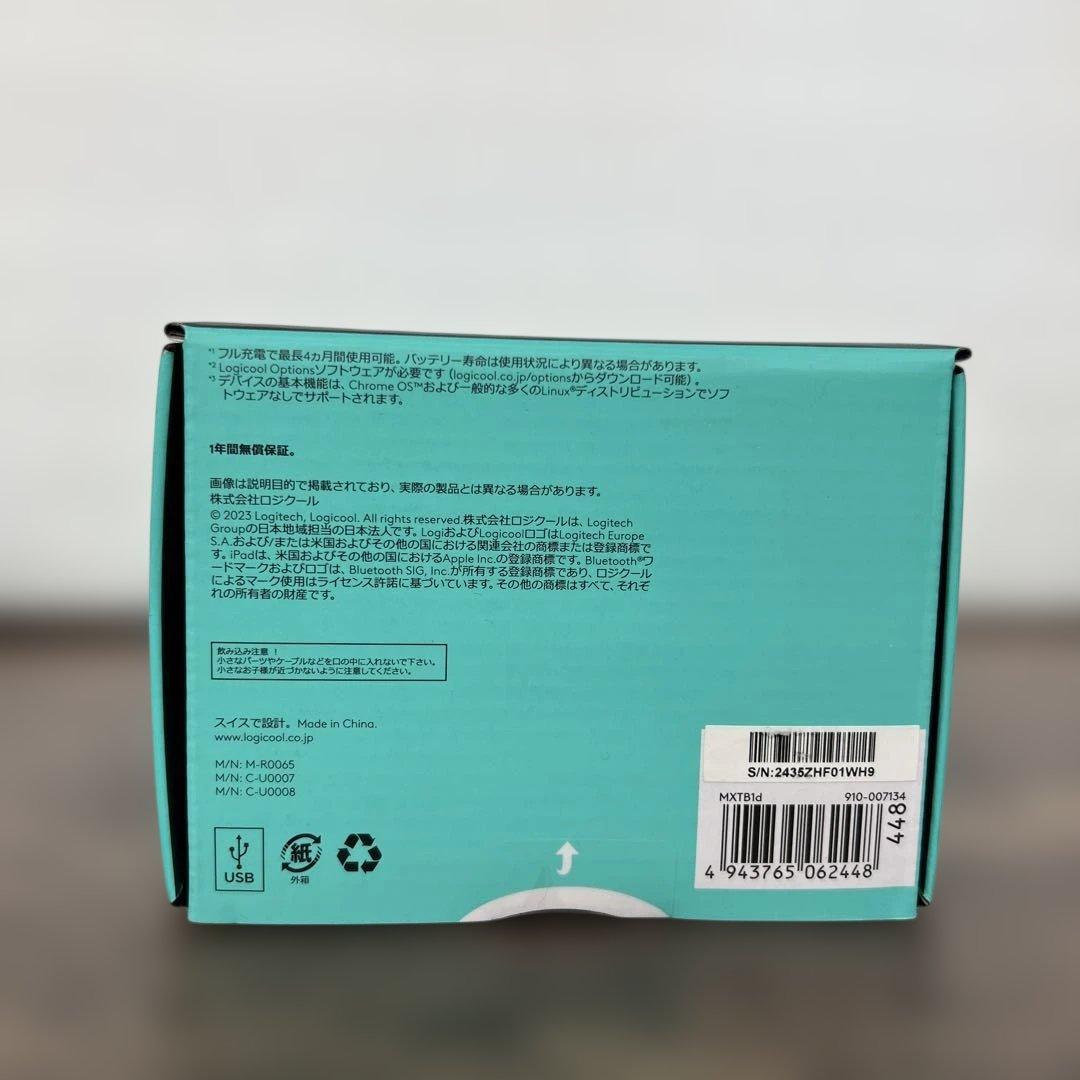 *1 フル充電で最長4ヵ月間使用可能。バッテリー寿命は使用状況により異なる場合があります。
*2 Logicool Optionsソフトウェアが必要です（logicool.co.jp/optionsからダウンロード可能）。
*3 デバイスの基本機能は、Chrome OS™および一般的な多くのLinux®ディストリビューションでソフ
トウェアなしでサポートされます。
1年間無償保証。
画像は説明目的で掲載されており、実際の製品とは異なる場合があります。
株式会社ロジクール
© 2023 Logitech, Logicool. All rights reserved.株式会社ロジクールは、Logitech
Groupの日本地域担当の日本法人です。LogiおよびLogicoolロゴはLogitech Europe
S.A.および/または米国およびその他の国における関連会社の商標または登録商標で
す。iPadは、米国およびその他の国におけるApple Inc.の登録商標です。Bluetooth®ワ
ードマークおよびロゴは、Bluetooth SIG, Inc.が所有する登録商標であり、ロジクール
によるマーク使用はライセンス許諾に基づいています。その他の商標はすべて、それぞ
れの所有者の財産です。
飲み込み注意！
小さなパーツやケーブルなどを口の中に入れないで下さい。
小さなお子様が近づかないように注意してください。
スイスで設計。Made in China.
www.logicool.co.jp
M/N: M-R0065
M/N: C-U0007
M/N: C-U0008
USB
紙
外箱
S/N:2435ZHF01WH9
MXTB1d 910-007134
448
4 943765 062448